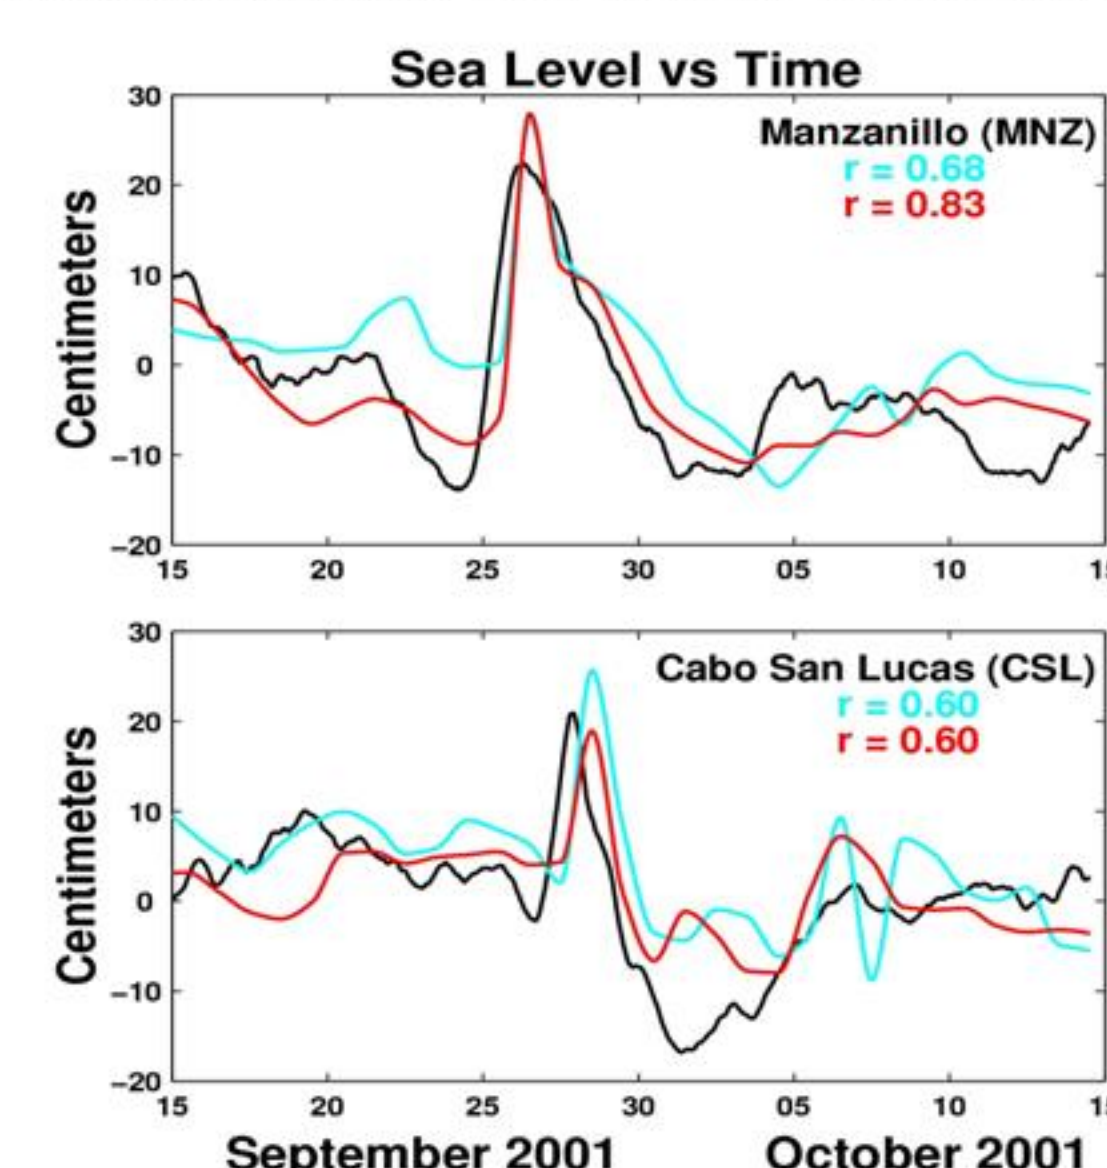 Sea Level vs Time
Centimeters
30
20
10
0
−10
−20
Manzanillo (MNZ)
r = 0.68
r = 0.83
15 20 25 30 05 10
Centimeters
30
20
10
0
−10
−20
Cabo San Lucas (CSL)
r = 0.60
r = 0.60
15 20 25 30 05 10
September 2001 October 2001